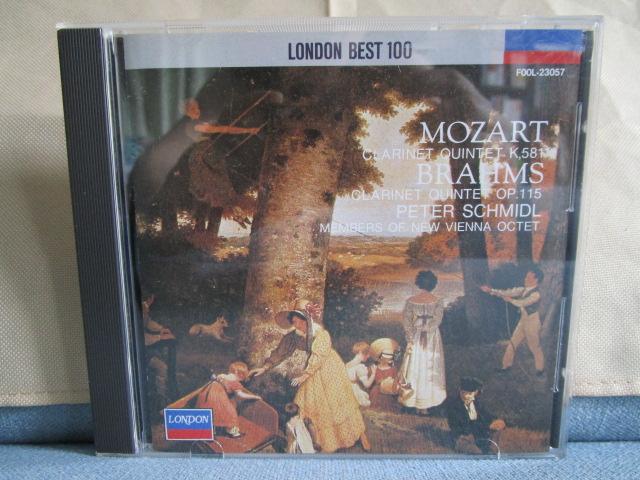 LONDON BEST 100
F00L-23057
MOZART
CLARINET QUINTET K.581
BRAHMS
CLARINET QUINTET OP.115
PETER SCHMIDL
MEMBERS OF NEW VIENNA OCTET
LONDON